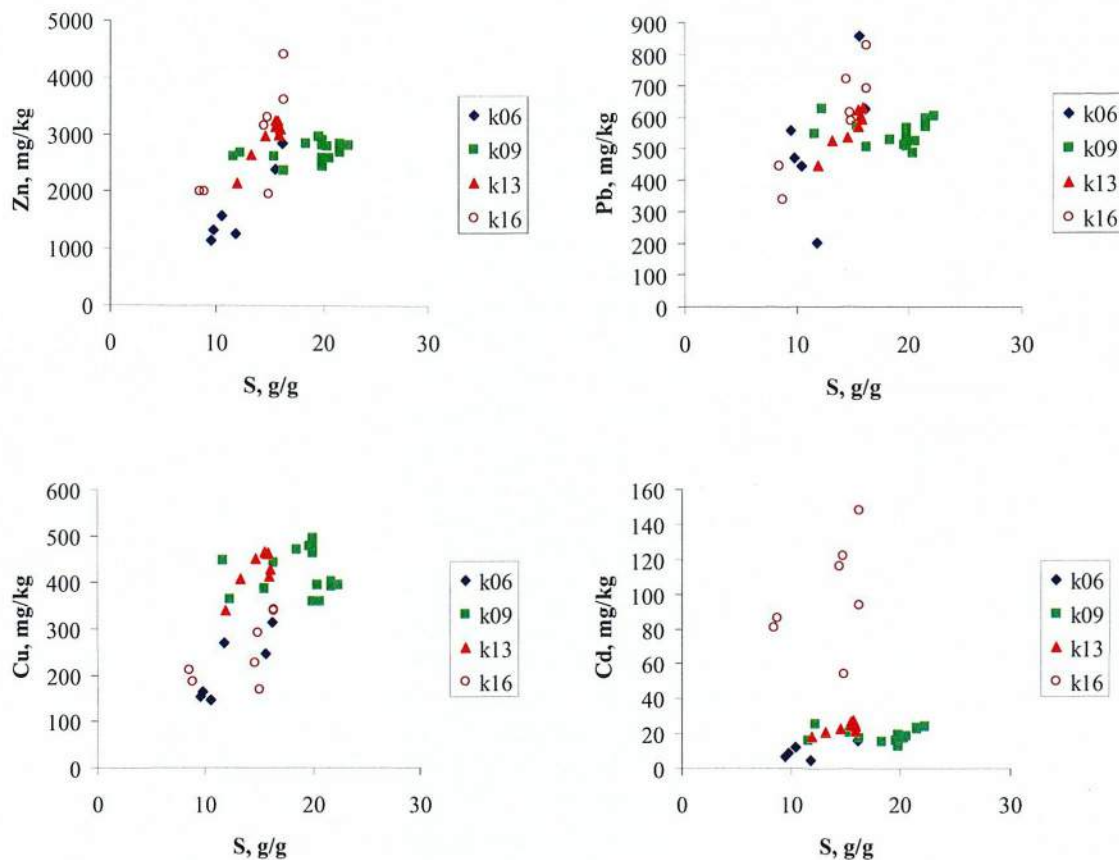 5000
4000
3000
2000
1000
0
Zn, mg/kg
0 10 20 30
S, g/g
k06
k09
k13
k16
900
800
700
600
500
400
300
200
100
0
Pb, mg/kg
0 10 20 30
S, g/g
k06
k09
k13
k16
600
500
400
300
200
100
0
Cu, mg/kg
0 10 20 30
S, g/g
k06
k09
k13
k16
160
140
120
100
80
60
40
20
0
Cd, mg/kg
0 10 20 30
S, g/g
k06
k09
k13
k16